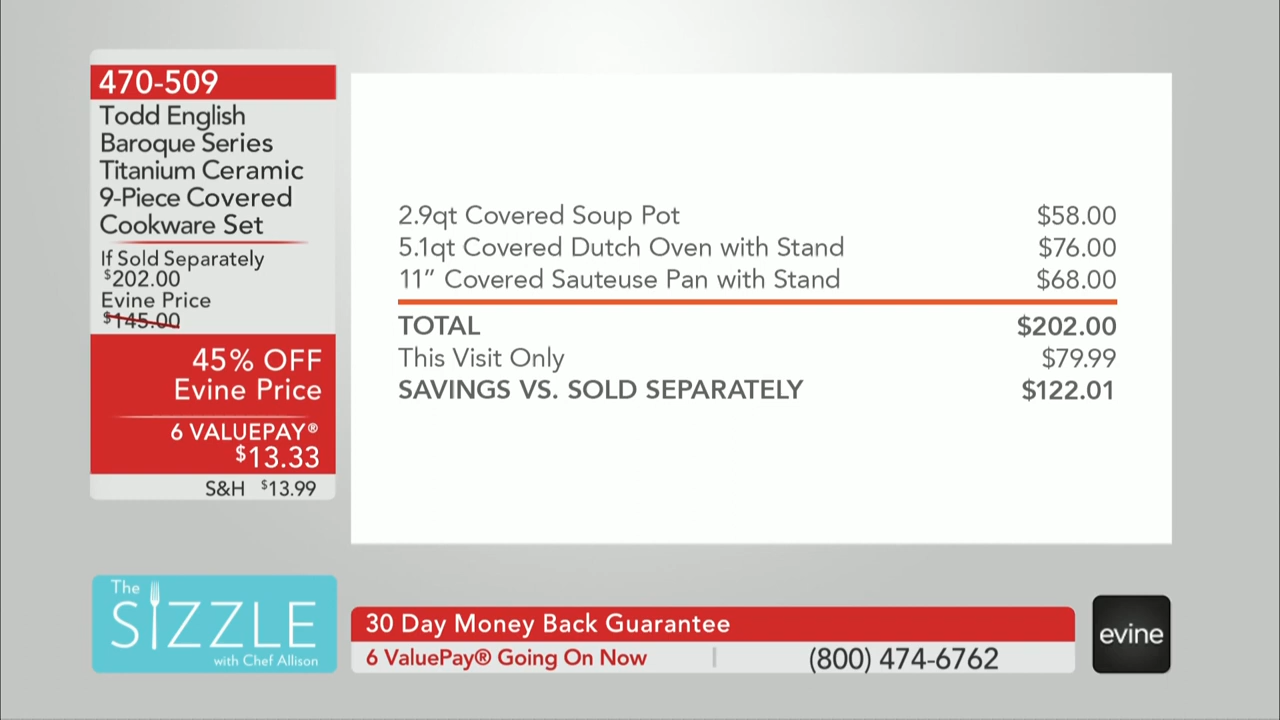 470-509
Todd English
Baroque Series
Titanium Ceramic
9-Piece Covered
Cookware Set
If Sold Separately
$202.00
Evine Price
$145.00
45% OFF
Evine Price
6 VALUEPAY®
$13.33
S&H $13.99
2.9qt Covered Soup Pot $58.00
5.1qt Covered Dutch Oven with Stand $76.00
11” Covered Sauteuse Pan with Stand $68.00
TOTAL $202.00
This Visit Only $79.99
SAVINGS VS. SOLD SEPARATELY $122.01
The
SIZZLE
with Chef Allison
30 Day Money Back Guarantee
6 ValuePay® Going On Now (800) 474-6762
evine